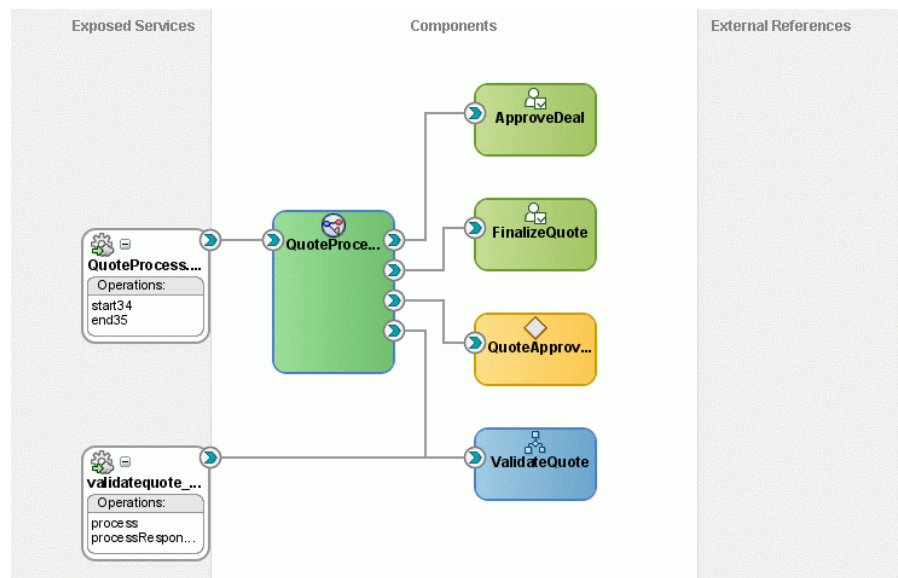 Exposed Services
Components
External References
ApproveDeal
FinalizeQuote
QuoteProcess....
Operations:
start34
end35
QuoteProce...
QuoteApprov...
validatequote_...
Operations:
process
processRespon...
ValidateQuote